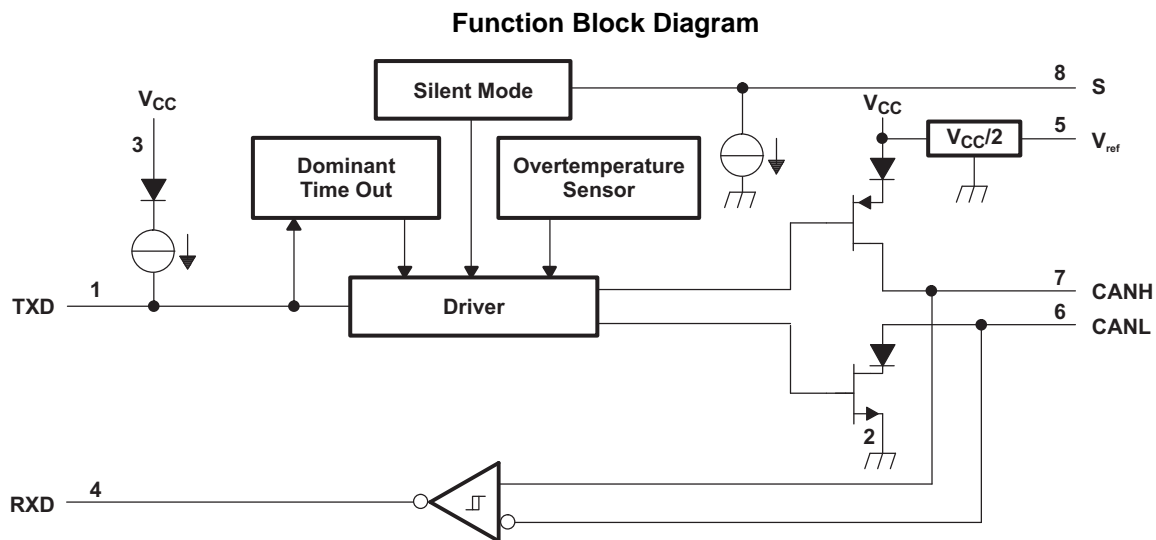 Function Block Diagram
8
S
Silent Mode
VCC
VCC
5
3
VCC/2
Vref
Dominant
Time Out
Overtemperature
Sensor
1
7
TXD
Driver
CANH
6
CANL
2
4
RXD